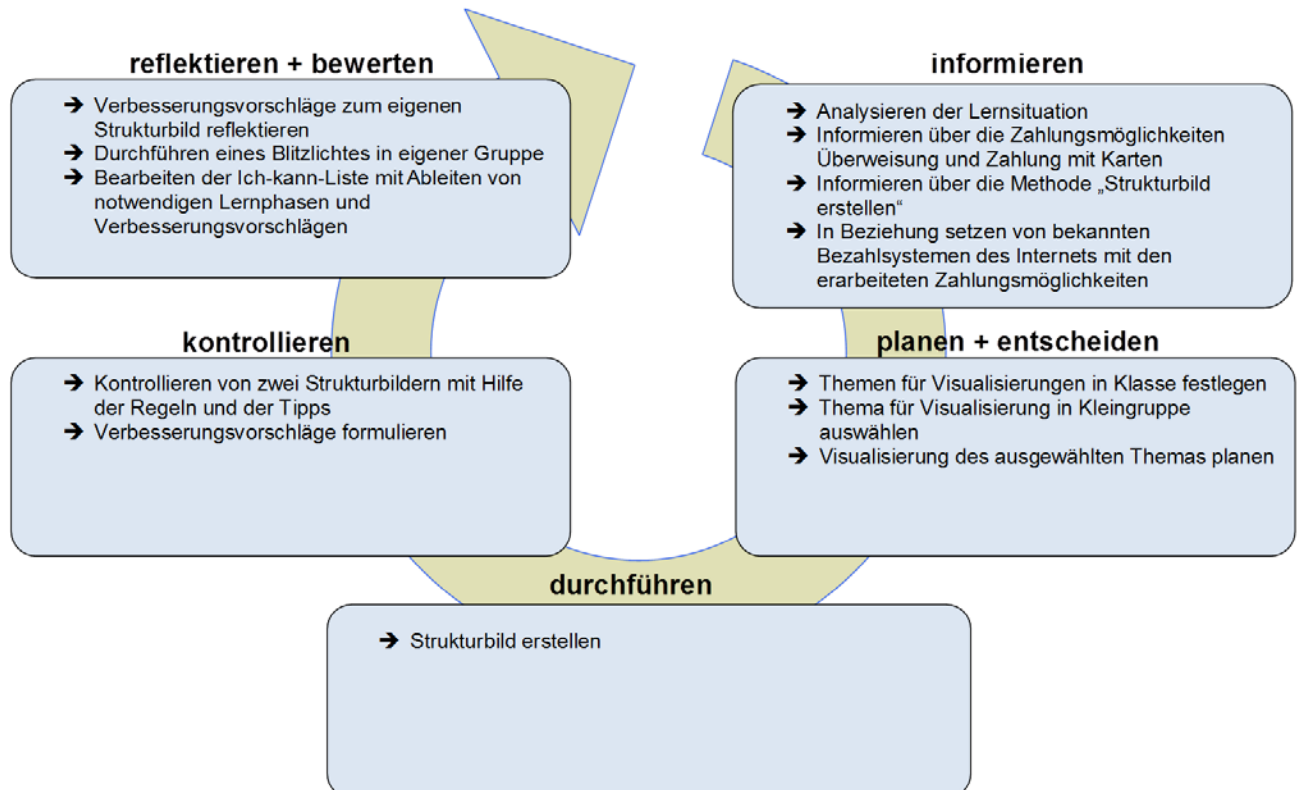 reflektieren + bewerten
➔ Verbesserungsvorschläge zum eigenen
Strukturbild reflektieren
➔ Durchführen eines Blitzlichtes in eigener Gruppe
➔ Bearbeiten der Ich-kann-Liste mit Ableiten von
notwendigen Lernphasen und
Verbesserungsvorschlägen
informieren
➔ Analysieren der Lernsituation
➔ Informieren über die Zahlungsmöglichkeiten
Überweisung und Zahlung mit Karten
➔ Informieren über die Methode „Strukturbild
erstellen“
➔ In Beziehung setzen von bekannten
Bezahlsystemen des Internets mit den
erarbeiteten Zahlungsmöglichkeiten
kontrollieren
➔ Kontrollieren von zwei Strukturbildern mit Hilfe
der Regeln und der Tipps
➔ Verbesserungsvorschläge formulieren
planen + entscheiden
➔ Themen für Visualisierungen in Klasse festlegen
➔ Thema für Visualisierung in Kleingruppe
auswählen
➔ Visualisierung des ausgewählten Themas planen
durchführen
➔ Strukturbild erstellen